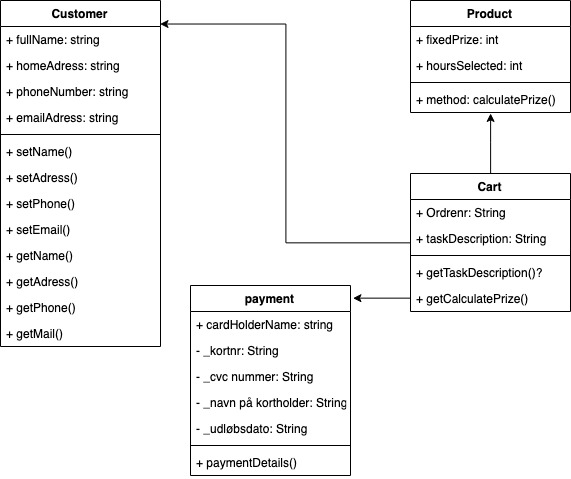 Customer
+ fullName: string
+ homeAdress: string
+ phoneNumber: string
+ emailAdress: string
+ setName()
+ setAdress()
+ setPhone()
+ setEmail()
+ getName()
+ getAdress()
+ getPhone()
+ getMail()
Product
+ fixedPrize: int
+ hoursSelected: int
+ method: calculatePrize()
Cart
+ Ordrenr: String
+ taskDescription: String
+ getTaskDescription()?
+ getCalculatePrize()
payment
+ cardHolderName: string
- _kortnr: String
- _cvc nummer: String
- _navn på kortholder: String
- _udløbsdato: String
+ paymentDetails()